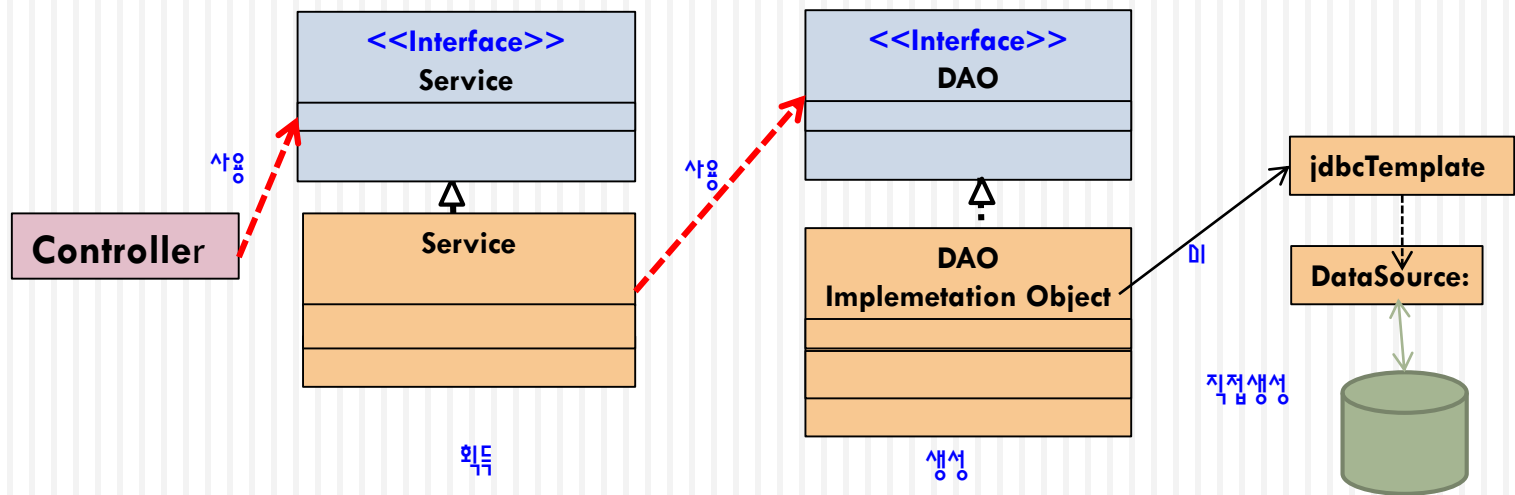 <<Interface>>
Service
<<Interface>>
DAO
사용
사용
jdbcTemplate
Controller
Service
DAO
Implemetation Object
DI
DataSource:
직접생성
획득
생성